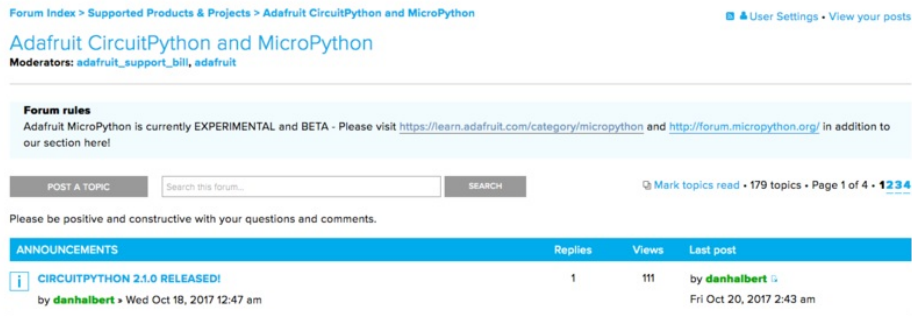 Forum Index > Supported Products & Projects > Adafruit CircuitPython and MicroPython
User Settings • View your posts
Adafruit CircuitPython and MicroPython
Moderators: adafruit_support_bill, adafruit
Forum rules
Adafruit MicroPython is currently EXPERIMENTAL and BETA - Please visit https://learn.adafruit.com/category/micropython and http://forum.micropython.org/ in addition to
our section here!
POST A TOPIC
Search this forum...
SEARCH
Mark topics read • 179 topics • Page 1 of 4 • 1 2 3 4
Please be positive and constructive with your questions and comments.
ANNOUNCEMENTS Replies Views Last post
CIRCUITPYTHON 2.1.0 RELEASED! 1 111 by danhalbert
by danhalbert » Wed Oct 18, 2017 12:47 am Fri Oct 20, 2017 2:43 am